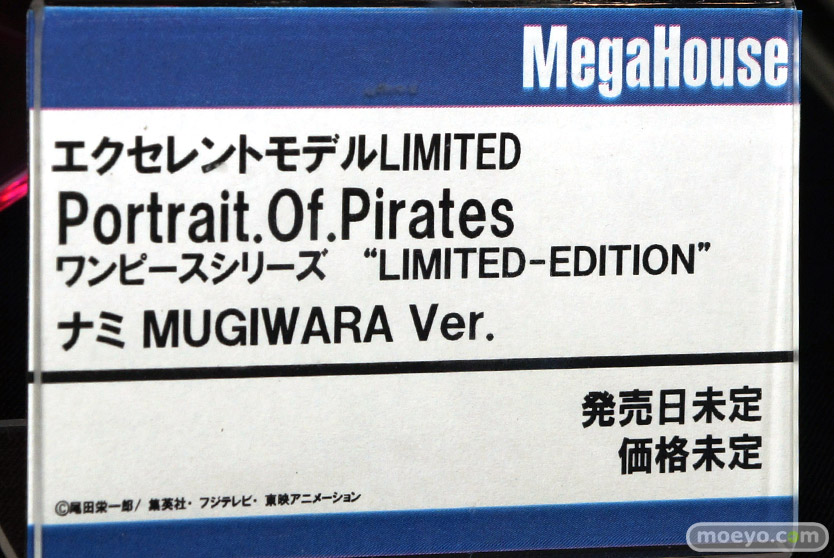 MegaHouse
エクセレントモデルLIMITED
Portrait.Of.Pirates
ワンピースシリーズ “LIMITED-EDITION”
ナミ MUGIWARA Ver.
発売日未定
価格未定
©尾田栄一郎/ 集英社・フジテレビ・東映アニメーション
moeyo.com